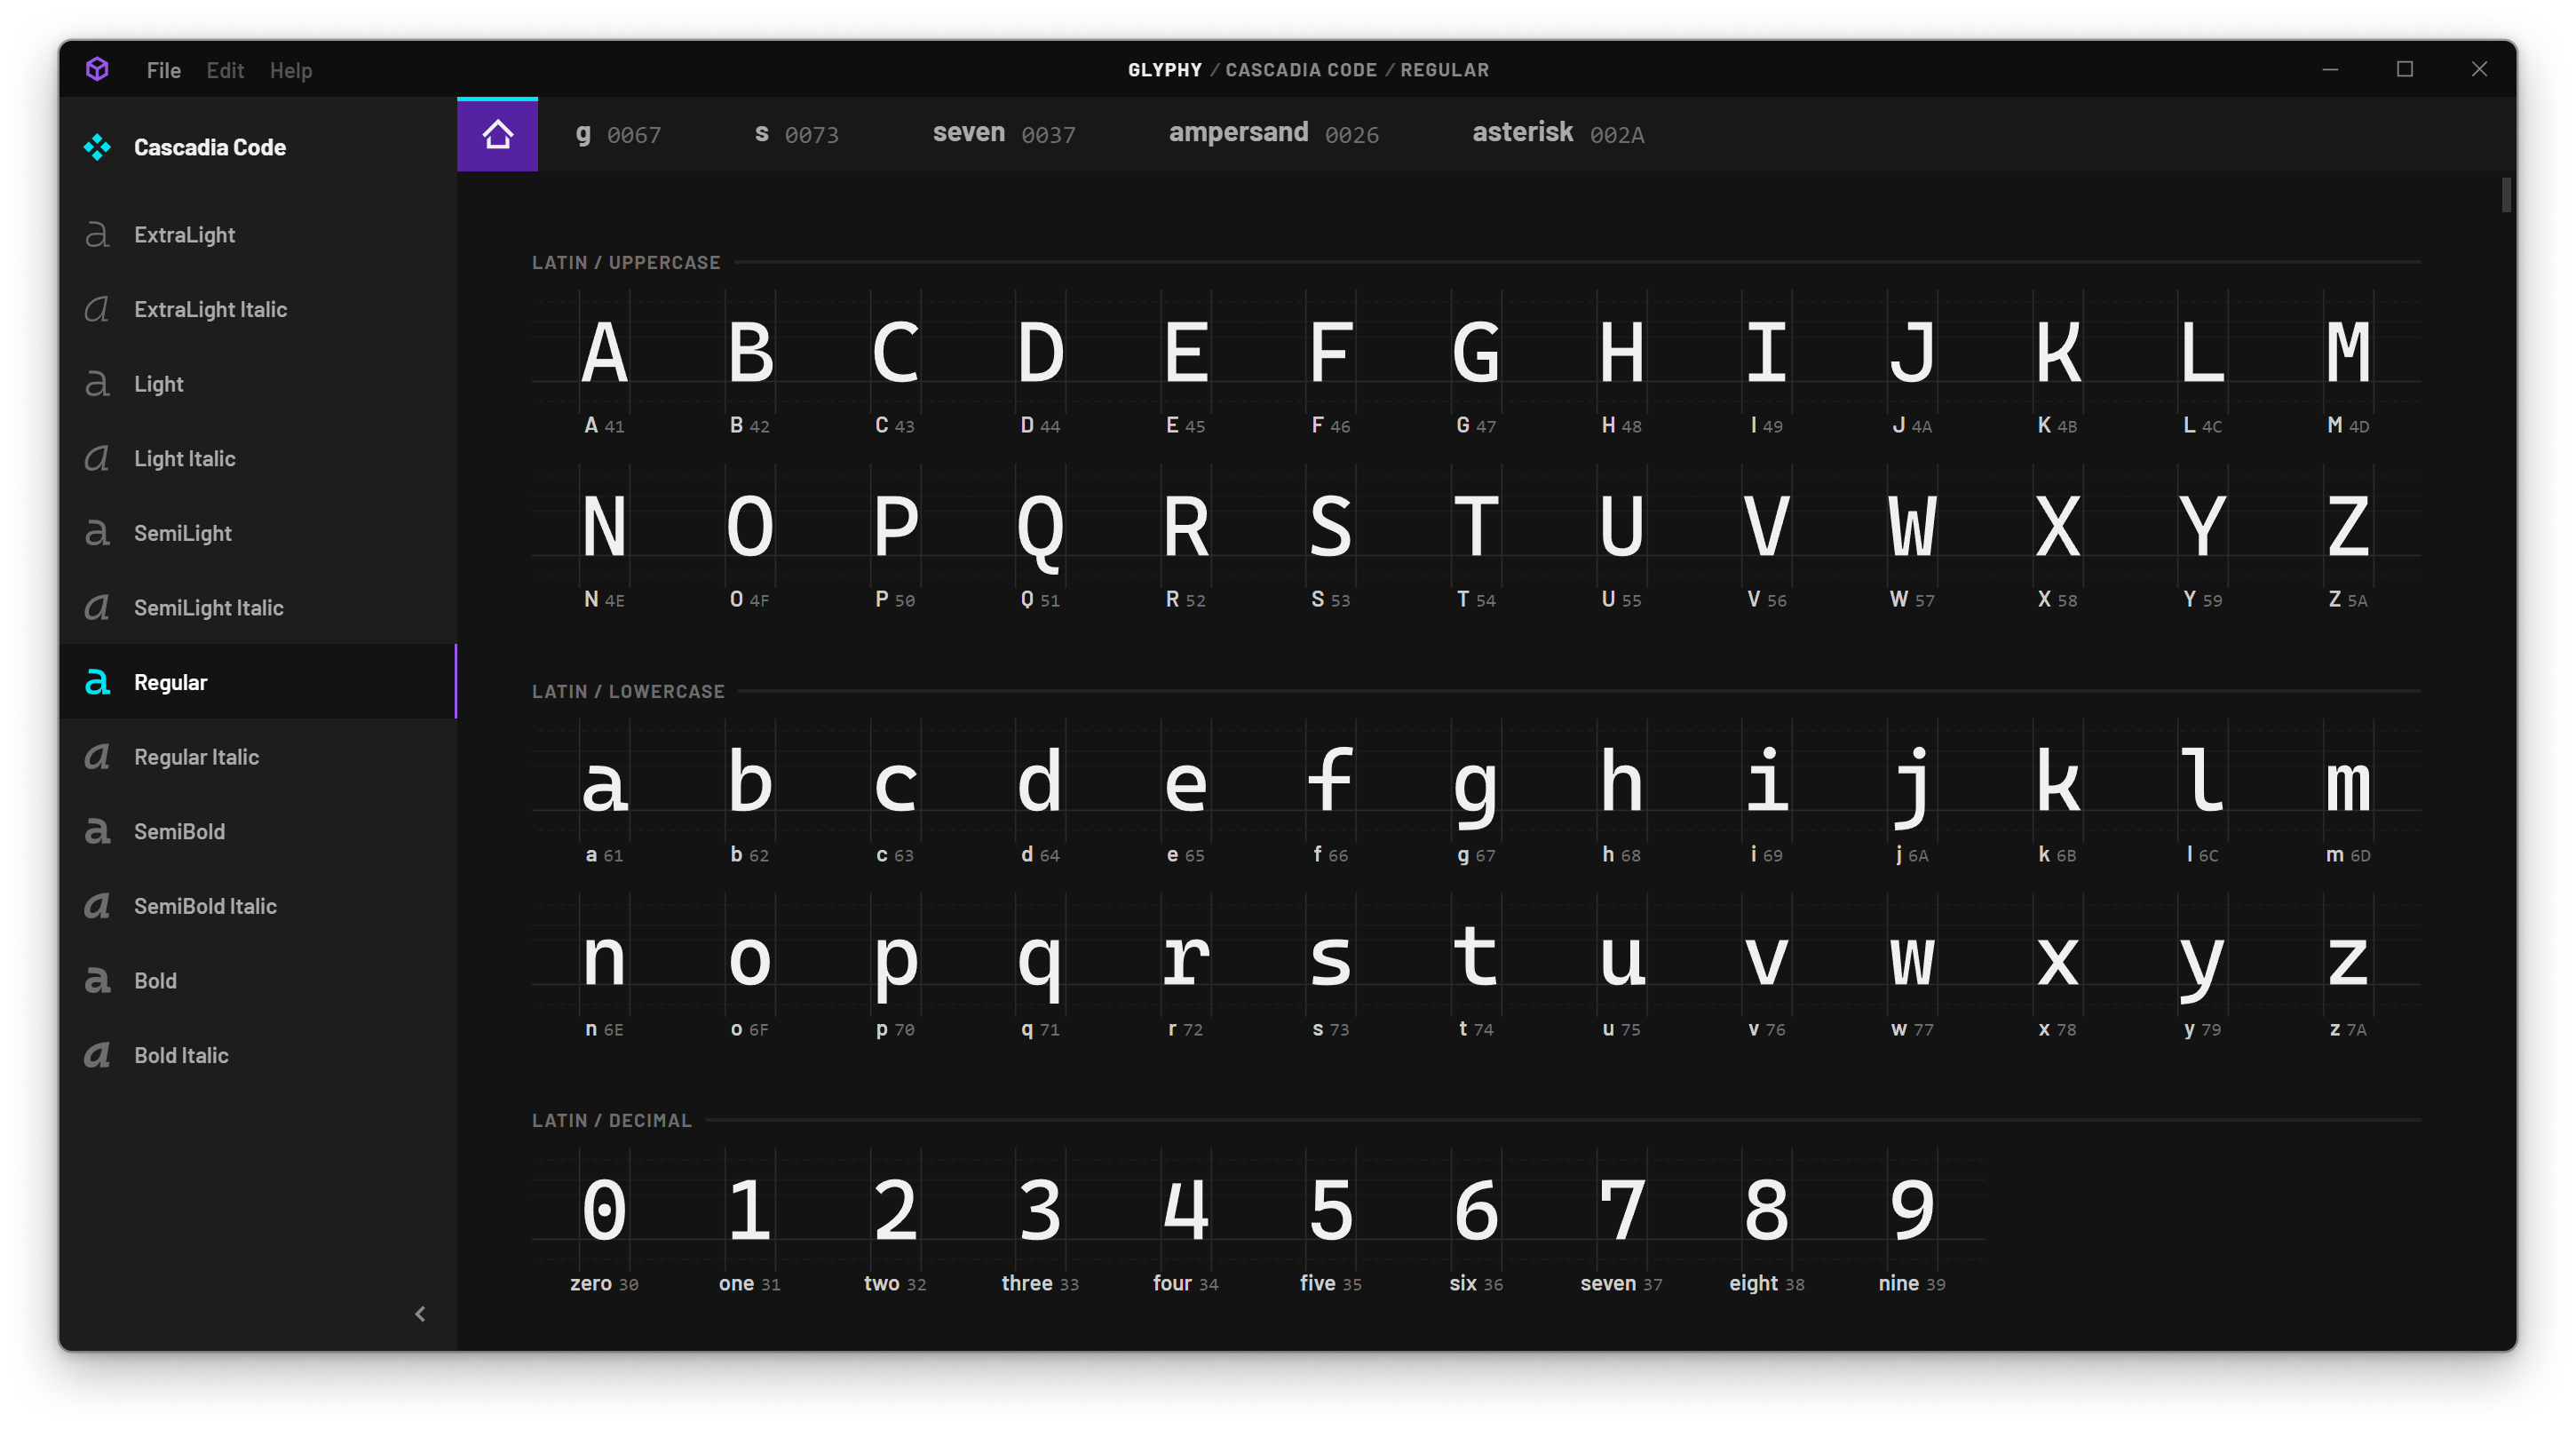 File Edit Help
GLYPHY / CASCADIA CODE / REGULAR
Cascadia Code
a ExtraLight
a ExtraLight Italic
a Light
a Light Italic
a SemiLight
a SemiLight Italic
a Regular
a Regular Italic
a SemiBold
a SemiBold Italic
a Bold
a Bold Italic
g 0067 s 0073 seven 0037 ampersand 0026 asterisk 002A
LATIN / UPPERCASE
A B C D E F G H I J K L M
A 41 B 42 C 43 D 44 E 45 F 46 G 47 H 48 I 49 J 4A K 4B L 4C M 4D
N O P Q R S T U V W X Y Z
N 4E O 4F P 50 Q 51 R 52 S 53 T 54 U 55 V 56 W 57 X 58 Y 59 Z 5A
LATIN / LOWERCASE
a b c d e f g h i j k l m
a 61 b 62 c 63 d 64 e 65 f 66 g 67 h 68 i 69 j 6A k 6B l 6C m 6D
n o p q r s t u v w x y z
n 6E o 6F p 70 q 71 r 72 s 73 t 74 u 75 v 76 w 77 x 78 y 79 z 7A
LATIN / DECIMAL
0 1 2 3 4 5 6 7 8 9
zero 30 one 31 two 32 three 33 four 34 five 35 six 36 seven 37 eight 38 nine 39